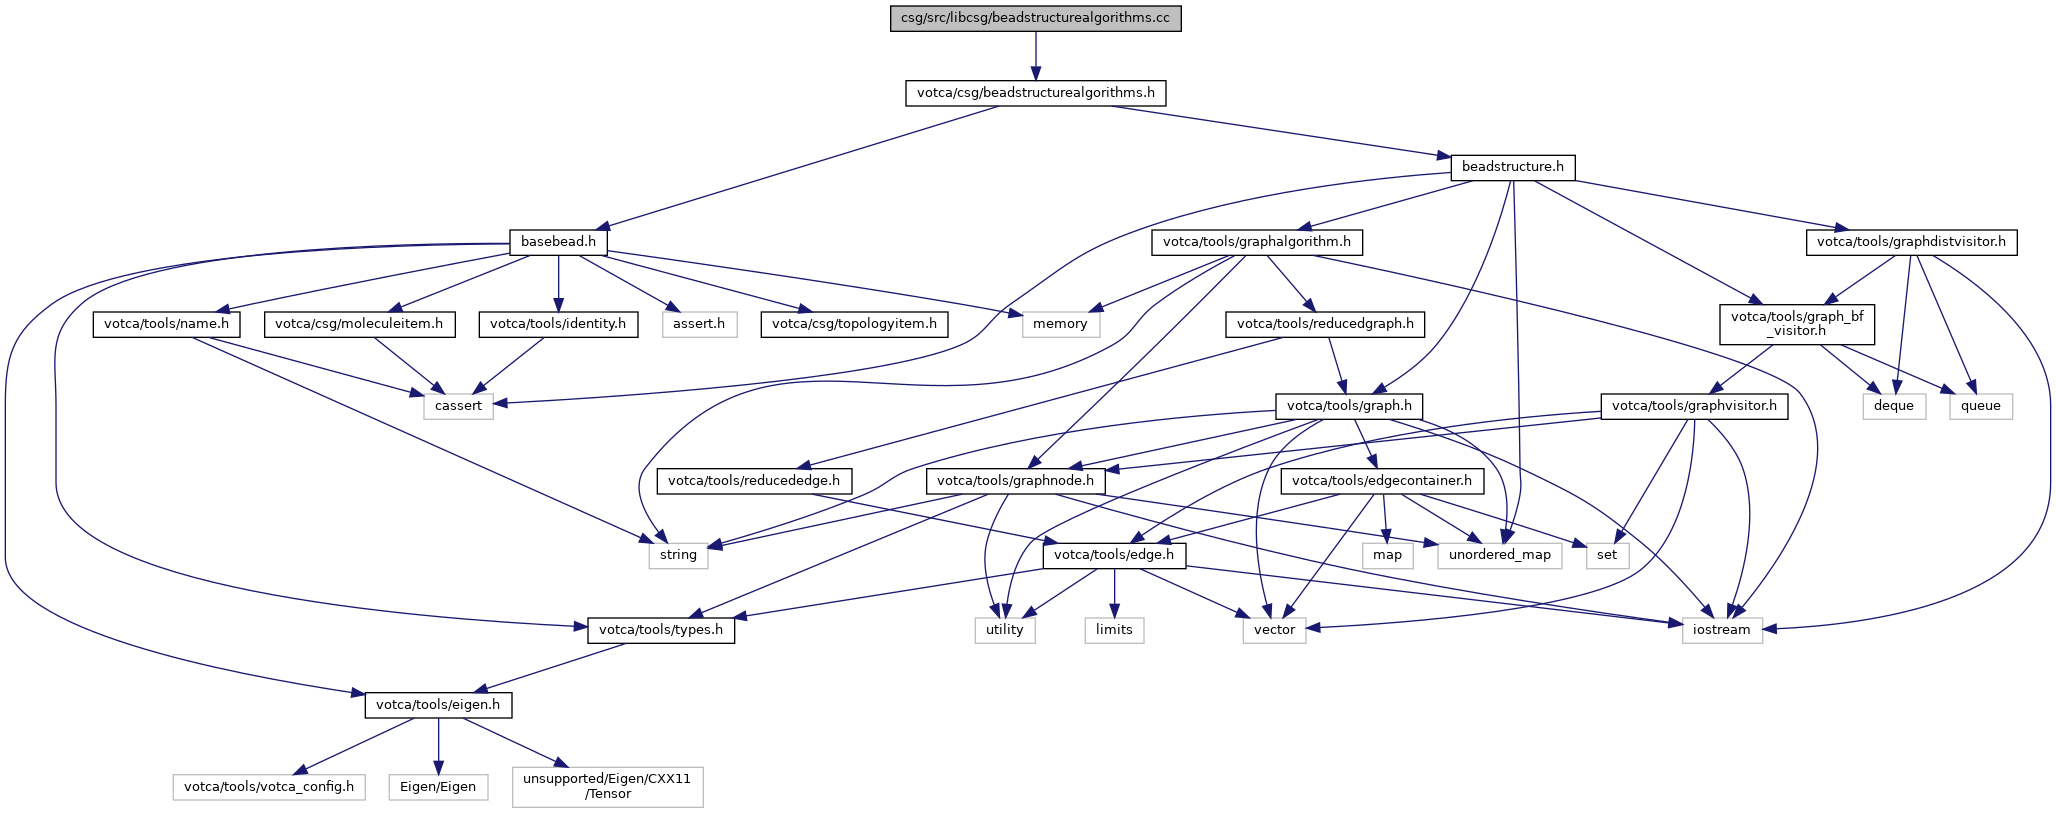 csg/src/libcsg/beadstructurealgorithms.cc
votca/csg/beadstructurealgorithms.h
beadstructure.h
basebead.h
votca/tools/graphalgorithm.h
votca/tools/graphdistvisitor.h
votca/tools/name.h
votca/csg/moleculeitem.h
votca/tools/identity.h
assert.h
votca/csg/topologyitem.h
memory
votca/tools/reducedgraph.h
votca/tools/graph_bf
_visitor.h
cassert
votca/tools/graph.h
votca/tools/graphvisitor.h
deque
queue
votca/tools/reducededge.h
votca/tools/graphnode.h
votca/tools/edgecontainer.h
string
votca/tools/edge.h
map
unordered_map
set
votca/tools/types.h
utility
limits
vector
iostream
votca/tools/eigen.h
votca/tools/votca_config.h
Eigen/Eigen
unsupported/Eigen/CXX11
/Tensor